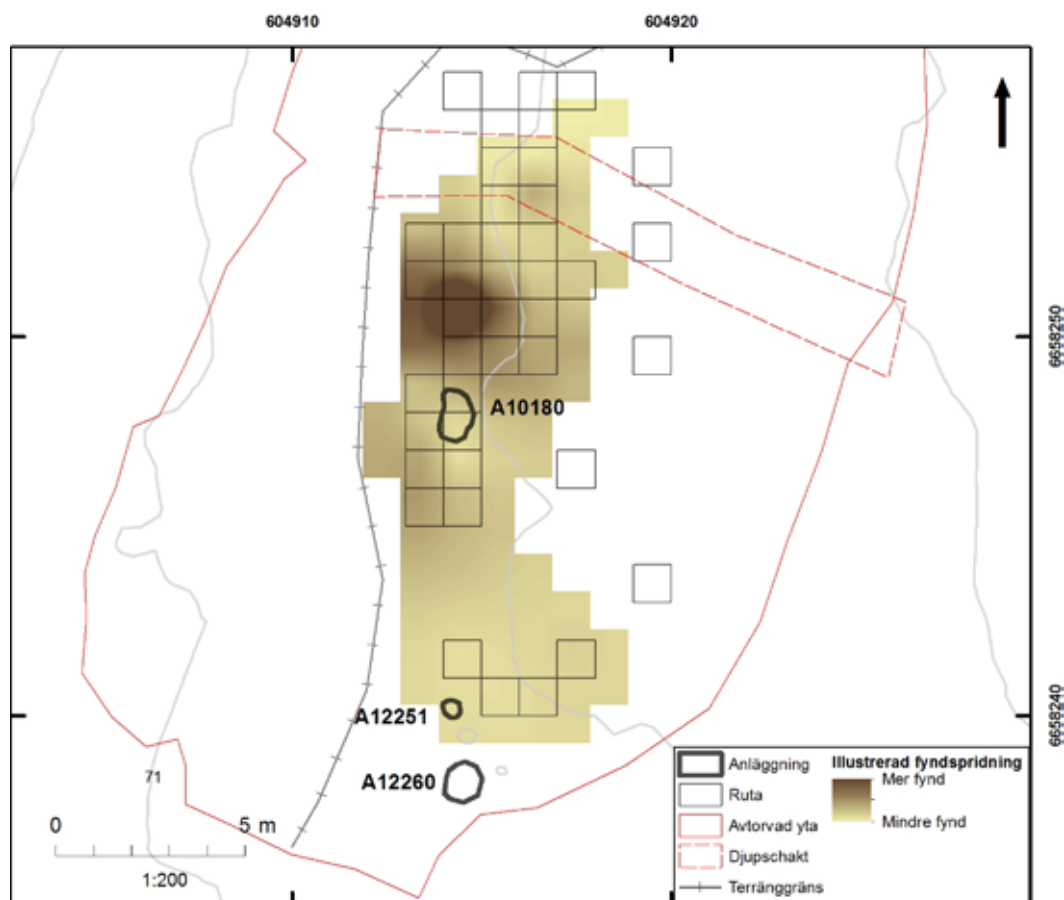 604910
604920
6658250
A10180
6658240
A12251
A12260
71
0
5 m
1:200
Anläggning
Ruta
Avtorvad yta
Djupschakt
Terränggräns
Illustrerad fyndspridning
Mer fynd
Mindre fynd